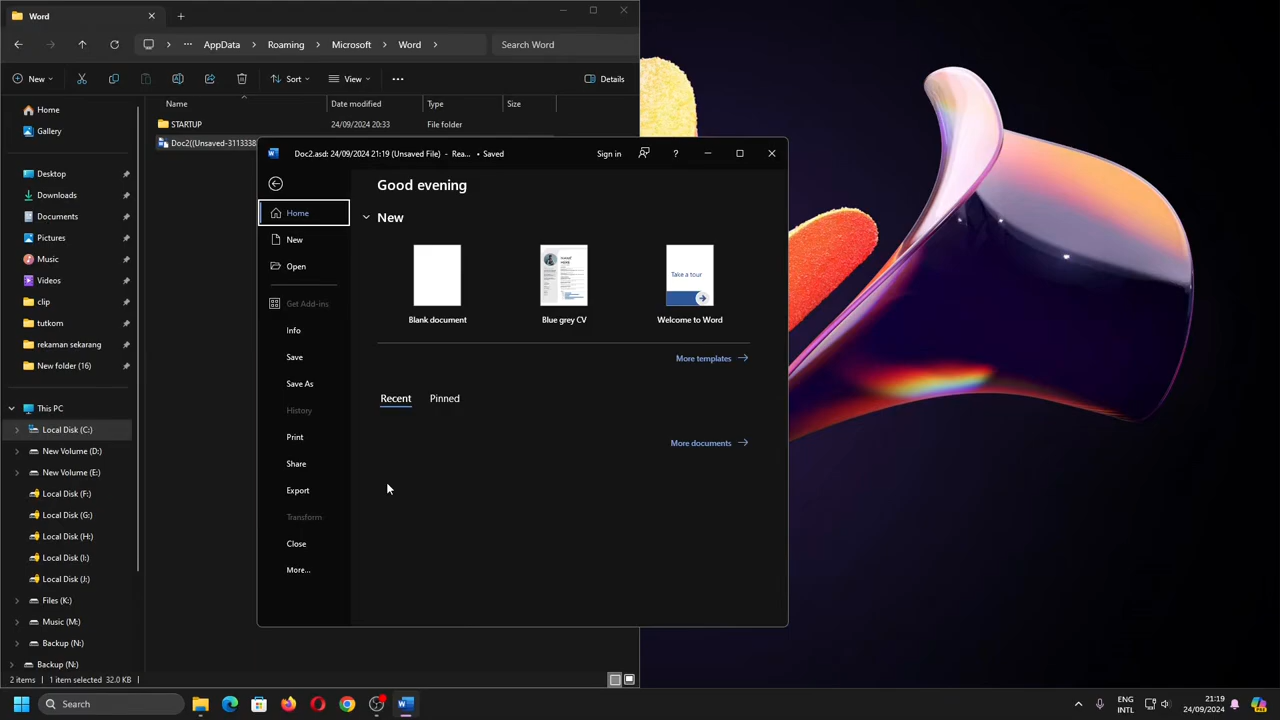 Word
AppData Roaming Microsoft Word
Search Word
New
Sort
View
Details
Name Date modified Type Size
STARTUP 24/09/2024 20:33 File folder
Doc2((Unsaved-3113338
Home
Gallery
Desktop
Downloads
Documents
Pictures
Music
Videos
clip
tutkom
rekaman sekarang
New folder (16)
This PC
Local Disk (C:)
New Volume (D:)
New Volume (E:)
Local Disk (F:)
Local Disk (G:)
Local Disk (H:)
Local Disk (I:)
Local Disk (J:)
Files (K:)
Music (M:)
Backup (N:)
Backup (N:)
2 items 1 item selected 32.0 KB
Doc2.asd: 24/09/2024 21:19 (Unsaved File) - Rea... • Saved
Sign in
?
Home
New
Open
Get Add-ins
Info
Save
Save As
History
Print
Share
Export
Transform
Close
More...
Good evening
New
Take a tour
Blank document
Blue grey CV
Welcome to Word
More templates
Recent Pinned
More documents
Search
ENG
INTL
21:19
24/09/2024